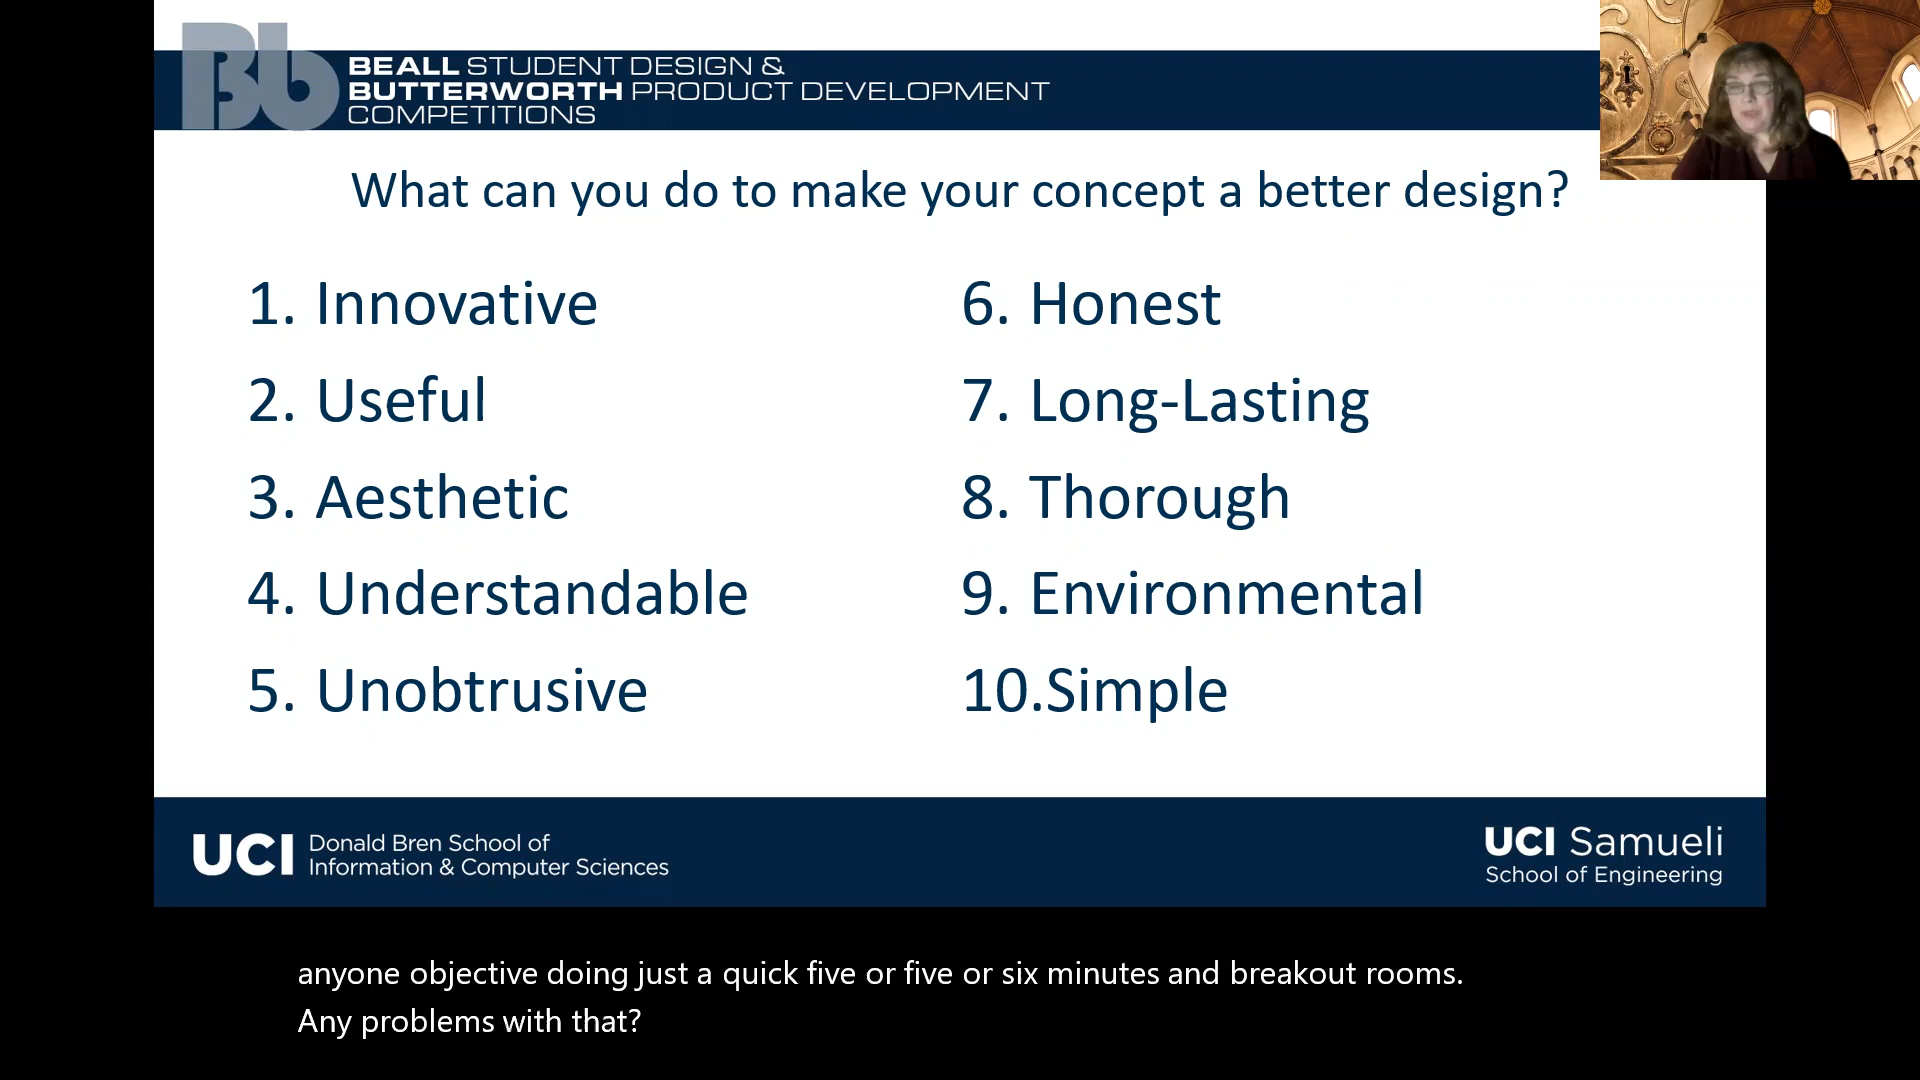 Bb
BEALL STUDENT DESIGN &
BUTTERWORTH PRODUCT DEVELOPMENT
COMPETITIONS
What can you do to make your concept a better design?
1. Innovative
2. Useful
3. Aesthetic
4. Understandable
5. Unobtrusive
6. Honest
7. Long-Lasting
8. Thorough
9. Environmental
10.Simple
UCI Donald Bren School of
Information & Computer Sciences
UCI Samueli
School of Engineering
anyone objective doing just a quick five or five or six minutes and breakout rooms.
Any problems with that?